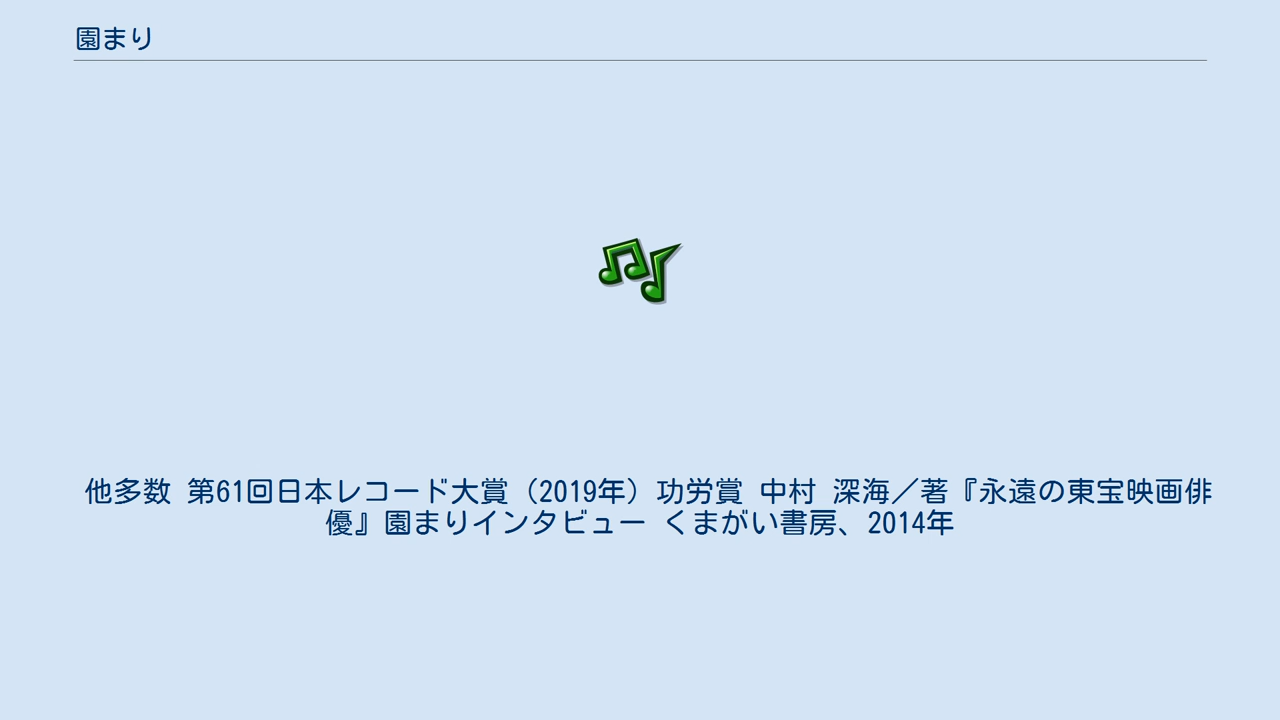 園まり
他多数 第61回日本レコード大賞（2019年）功労賞 中村 深海／著『永遠の東宝映画俳
優』園まりインタビュー くまがい書房、2014年